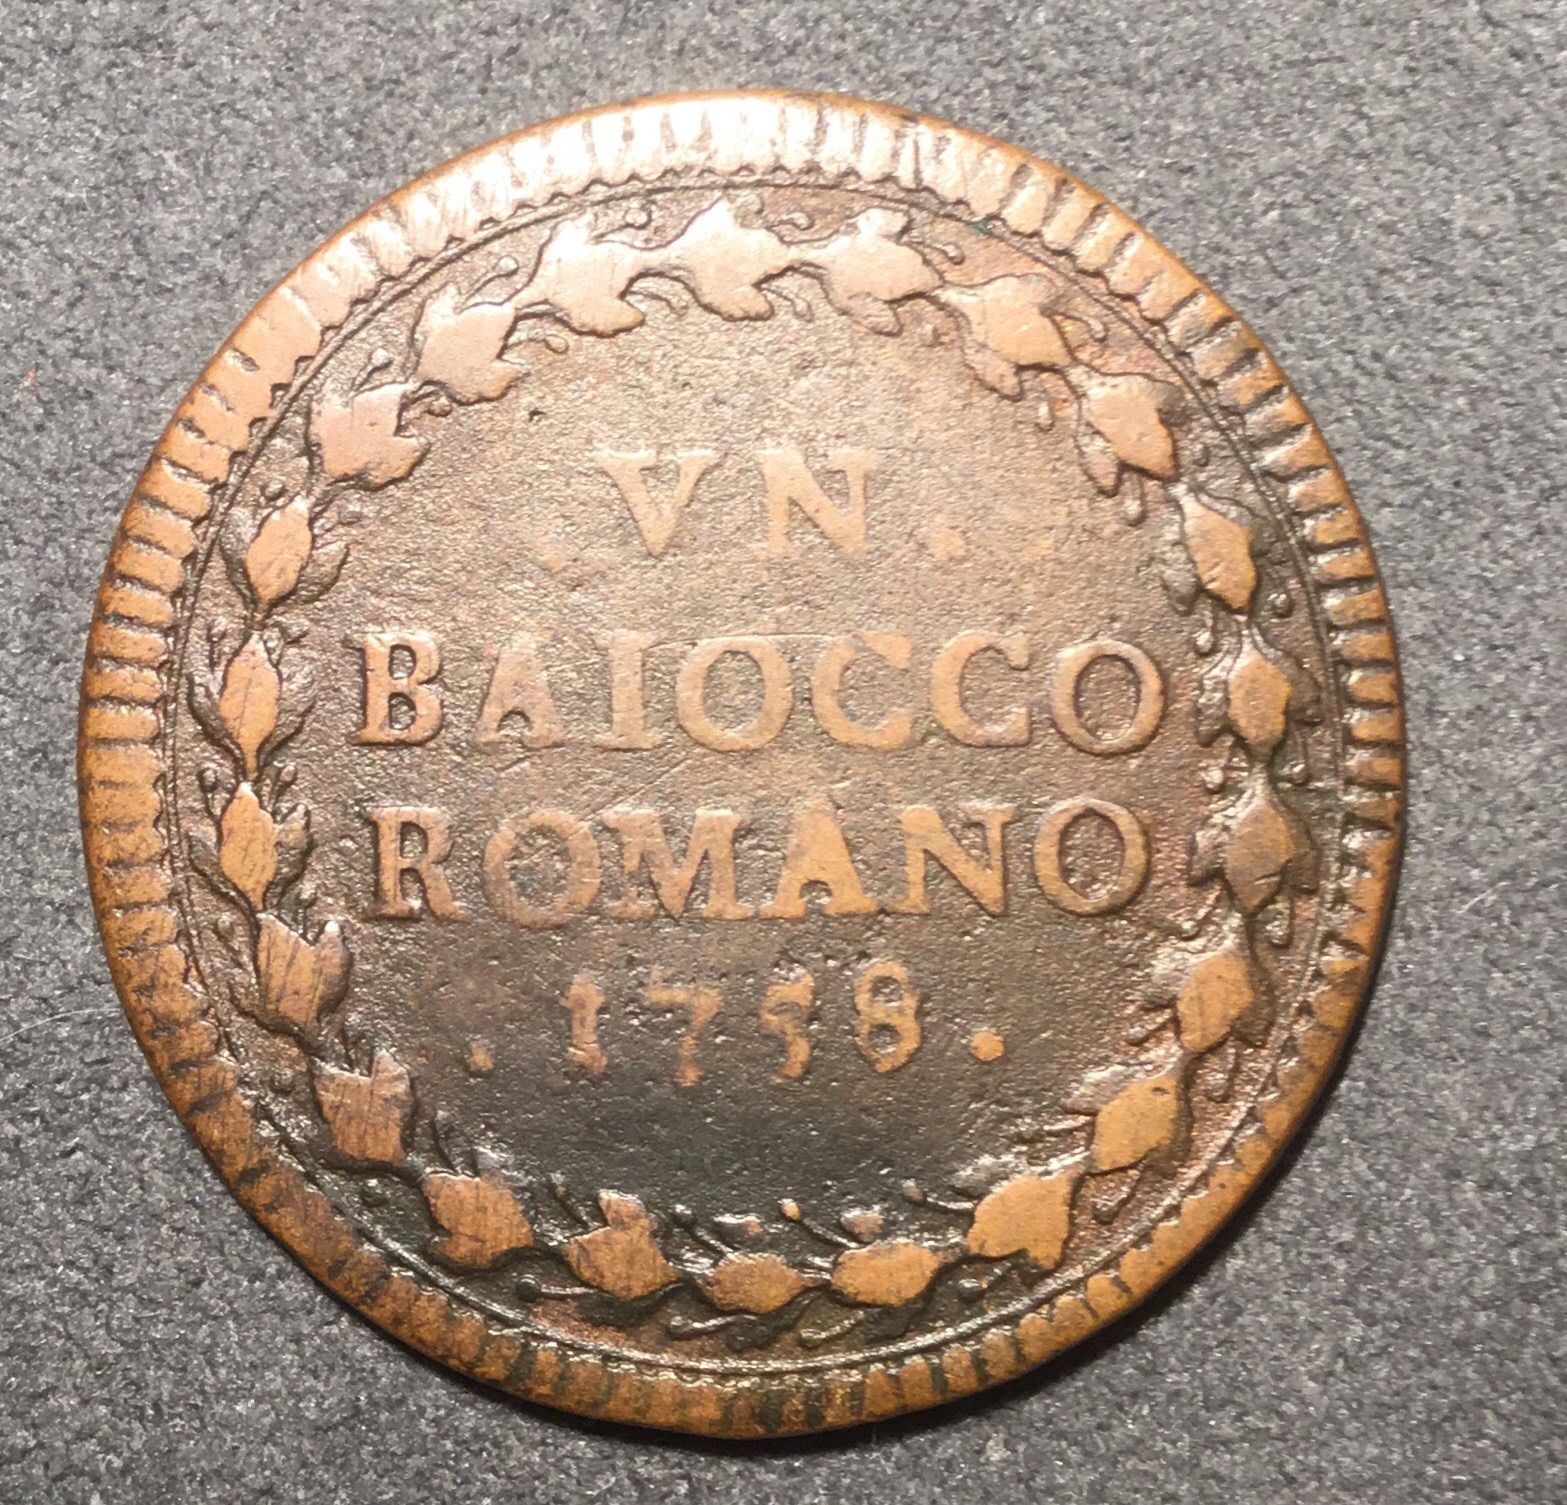 VN.
BAIOCCO
ROMANO
.1758.